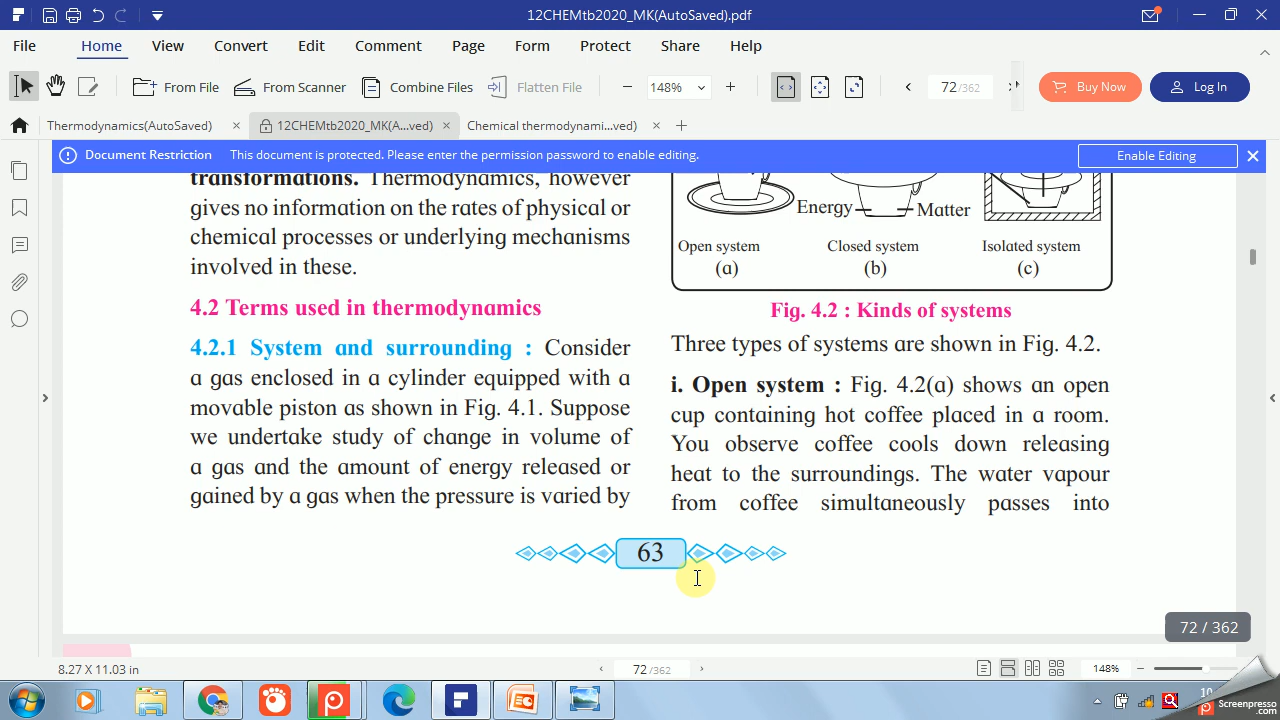 12CHEMtb2020_MK(AutoSaved).pdf
File Home View Convert Edit Comment Page Form Protect Share Help
From File From Scanner Combine Files Flatten File 148% 72/362 Buy Now Log In
Thermodynamics(AutoSaved) 12CHEMtb2020_MK(A...ved) Chemical thermodynami...ved)
Document Restriction This document is protected. Please enter the permission password to enable editing. Enable Editing
transformations. Thermodynamics, however
gives no information on the rates of physical or
chemical processes or underlying mechanisms
involved in these.
4.2 Terms used in thermodynamics
4.2.1 System and surrounding : Consider
a gas enclosed in a cylinder equipped with a
movable piston as shown in Fig. 4.1. Suppose
we undertake study of change in volume of
a gas and the amount of energy released or
gained by a gas when the pressure is varied by
Energy Matter
Open system Closed system Isolated system
(a) (b) (c)
Fig. 4.2 : Kinds of systems
Three types of systems are shown in Fig. 4.2.
i. Open system : Fig. 4.2(a) shows an open
cup containing hot coffee placed in a room.
You observe coffee cools down releasing
heat to the surroundings. The water vapour
from coffee simultaneously passes into
63
72 / 362
8.27 X 11.03 in 72 /362 148%
Screenpresso
.com